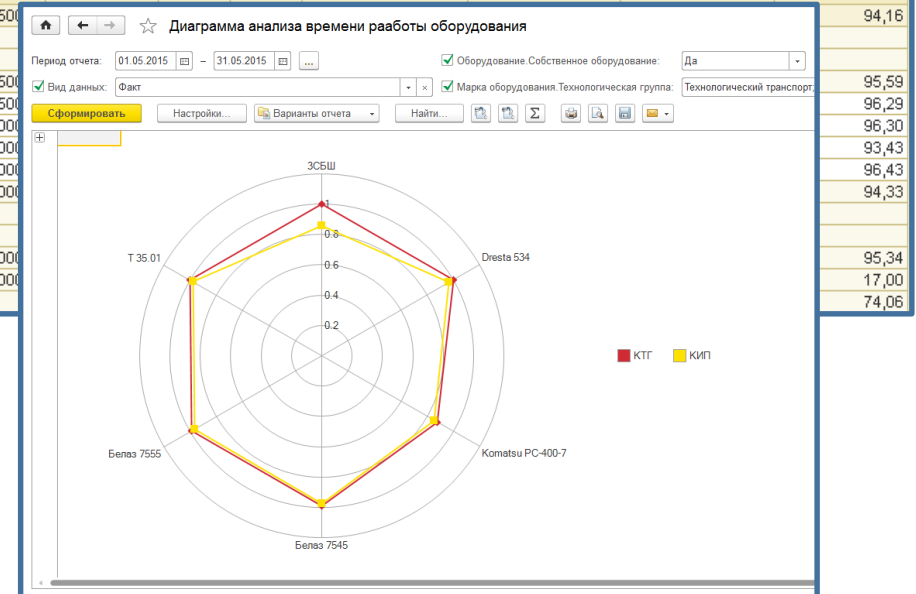 Диаграмма анализа времени рааботы оборудования
Период отчета: 01.05.2015 – 31.05.2015 ... Оборудование.Собственное оборудование: Да
Вид данных: Факт × Марка оборудования.Технологическая группа: Технологический транспорт;
Сформировать Настройки... Варианты отчета Найти... Σ
ЗСБШ
1
0.8
0.6
0.4
0.2
Dresta 534
Komatsu PC-400-7
Белаз 7545
Белаз 7555
Т 35.01
КТГ КИП
94,16
95,59
96,29
96,30
93,43
96,43
94,33
95,34
17,00
74,06